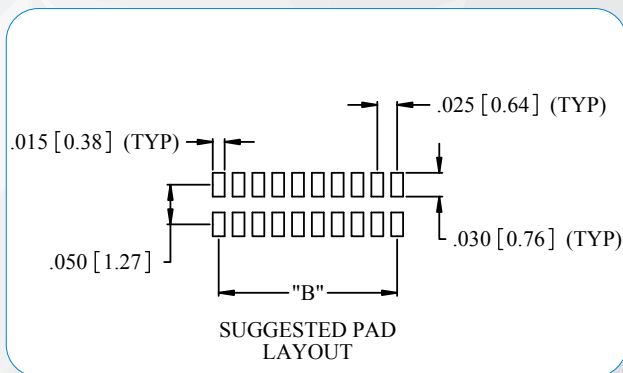 .025 [0.64] (TYP)
.015 [0.38] (TYP)
.030 [0.76] (TYP)
.050 [1.27]
"B"
SUGGESTED PAD
LAYOUT